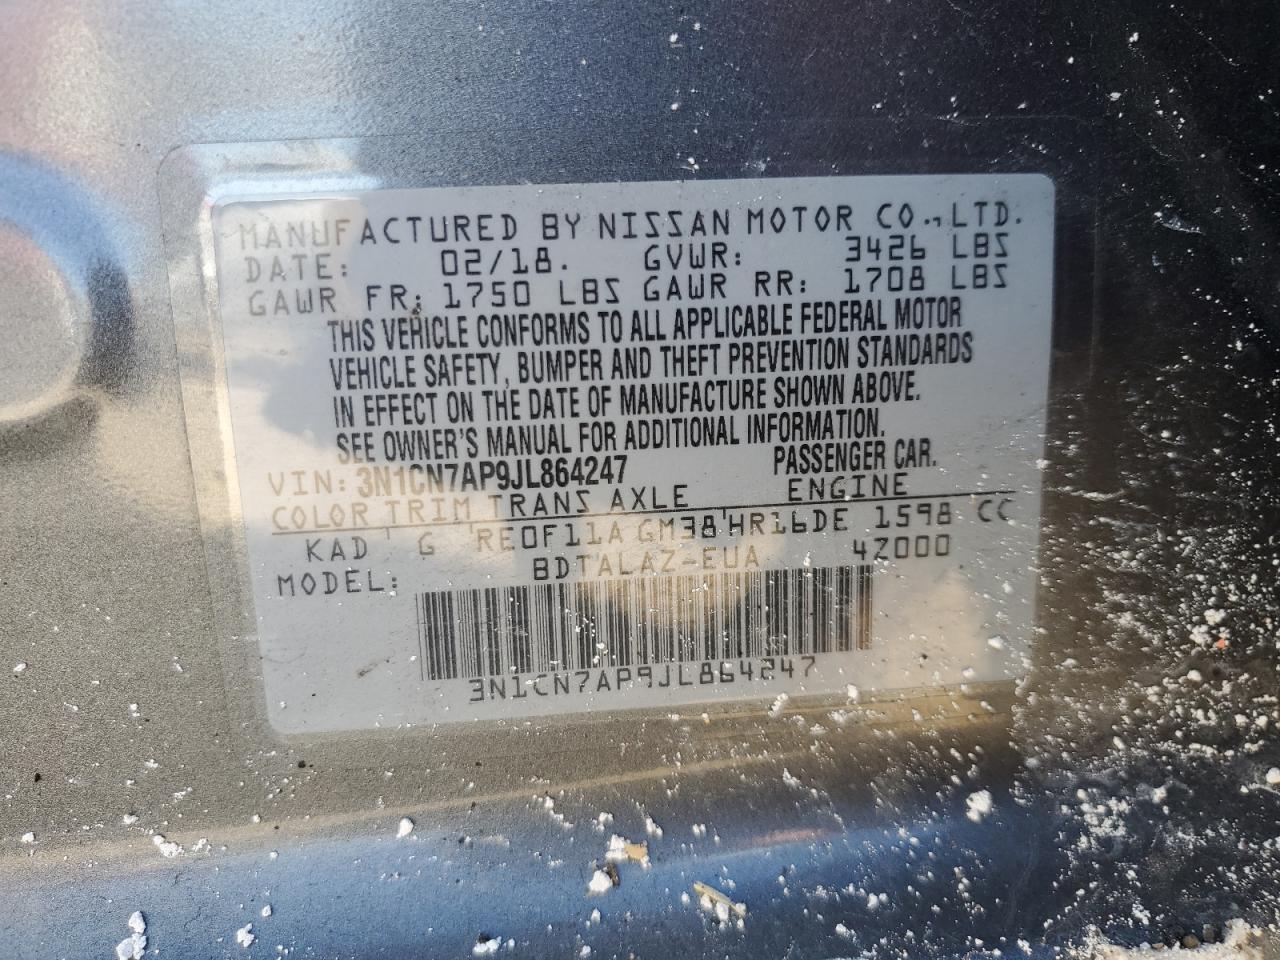 MANUFACTURED BY NISSAN MOTOR CO., LTD.
DATE: 02/18. GVWR: 3426 LBS
GAWR FR: 1750 LBS GAWR RR: 1708 LBS
THIS VEHICLE CONFORMS TO ALL APPLICABLE FEDERAL MOTOR
VEHICLE SAFETY, BUMPER AND THEFT PREVENTION STANDARDS
IN EFFECT ON THE DATE OF MANUFACTURE SHOWN ABOVE.
SEE OWNER'S MANUAL FOR ADDITIONAL INFORMATION.
VIN: 3N1CN7AP9JL864247 PASSENGER CAR.
COLOR TRIM TRANS AXLE ENGINE
KAD G RE0F11A GM38 HR16DE 1598 CC
MODEL: BDTALAZ-EUA 4Z000
3N1CN7AP9JL864247